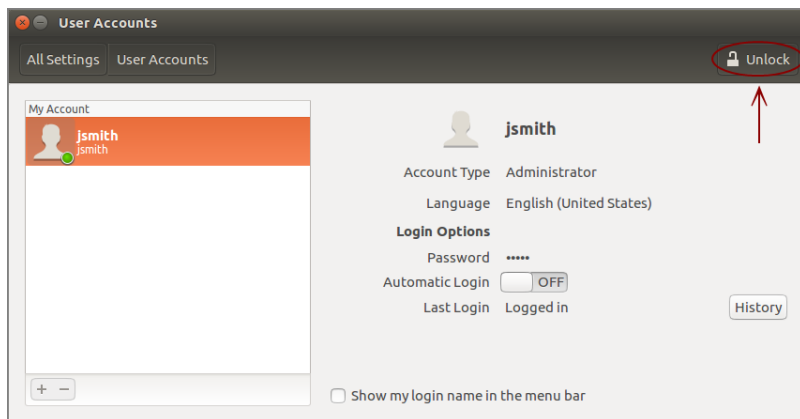 User Accounts
All Settings User Accounts Unlock
My Account
jsmith
jsmith
jsmith
Account Type Administrator
Language English (United States)
Login Options
Password •••••
Automatic Login OFF
Last Login Logged in History
+ −
Show my login name in the menu bar